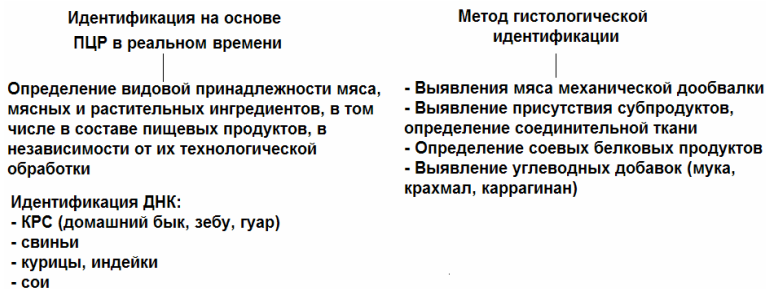 Идентификация на основе
ПЦР в реальном времени
Определение видовой принадлежности мяса,
мясных и растительных ингредиентов, в том
числе в составе пищевых продуктов, в
независимости от их технологической
обработки
Идентификация ДНК:
- КРС (домашний бык, зебу, гуар)
- свиньи
- курицы, индейки
- сои
Метод гистологической
идентификации
- Выявления мяса механической дообвалки
- Выявление присутствия субпродуктов,
определение соединительной ткани
- Определение соевых белковых продуктов
- Выявление углеводных добавок (мука,
крахмал, каррагинан)